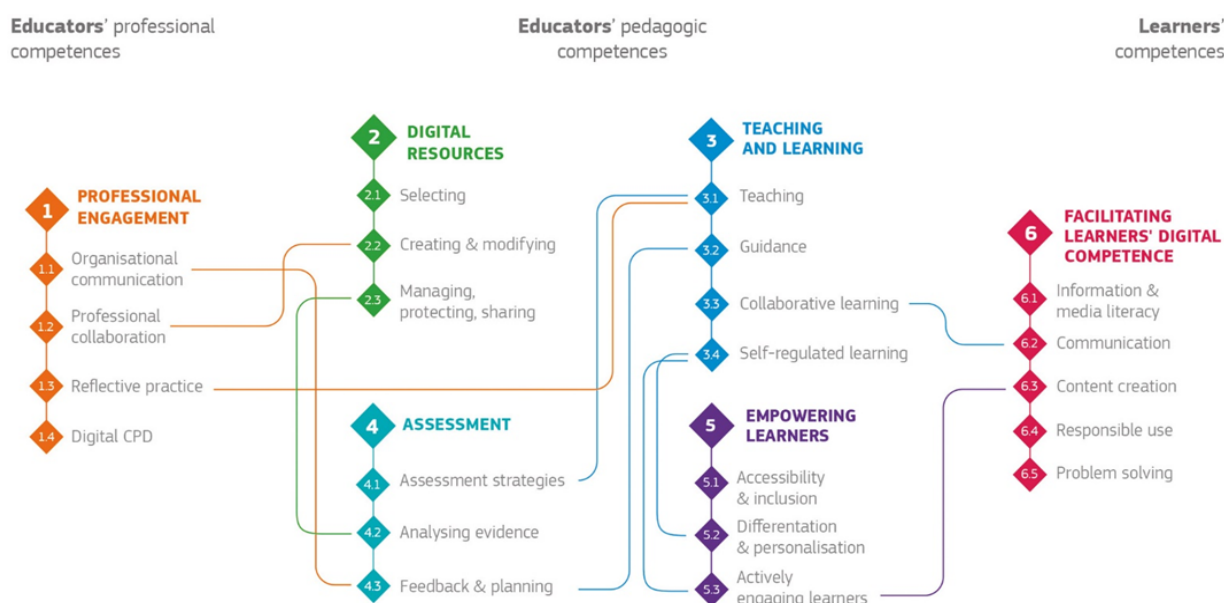 Educators' professional
competences
Educators' pedagogic
competences
Learners'
competences
1
PROFESSIONAL
ENGAGEMENT
1.1
Organisational
communication
1.2
Professional
collaboration
1.3
Reflective practice
1.4
Digital CPD
2
DIGITAL
RESOURCES
2.1
Selecting
2.2
Creating & modifying
2.3
Managing,
protecting, sharing
3
TEACHING
AND LEARNING
3.1
Teaching
3.2
Guidance
3.3
Collaborative learning
3.4
Self-regulated learning
4
ASSESSMENT
4.1
Assessment strategies
4.2
Analysing evidence
4.3
Feedback & planning
5
EMPOWERING
LEARNERS
5.1
Accessibility
& inclusion
5.2
Differentation
& personalisation
5.3
Actively
engaging learners
6
FACILITATING
LEARNERS' DIGITAL
COMPETENCE
6.1
Information &
media literacy
6.2
Communication
6.3
Content creation
6.4
Responsible use
6.5
Problem solving